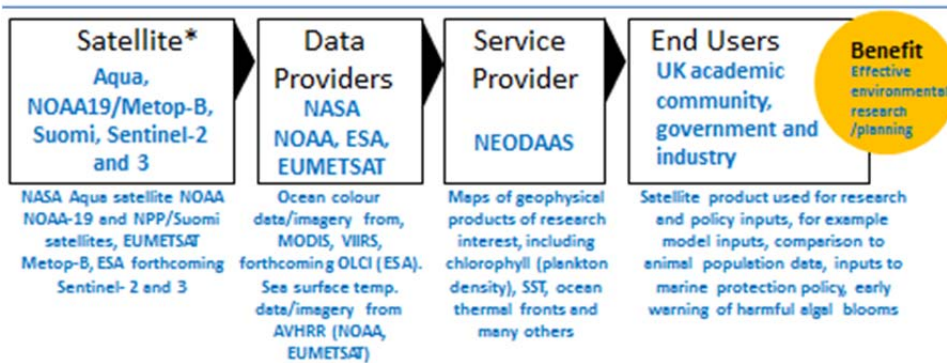 Satellite*
Aqua,
NOAA19/Metop-B,
Suomi, Sentinel-2
and 3
NASA Aqua satellite NOAA
NOAA-19 and NPP/Suomi
satellites, EUMETSAT
Metop-B, ESA forthcoming
Sentinel- 2 and 3
Data
Providers
NASA
NOAA, ESA,
EUMETSAT
Ocean colour
data/imagery from,
MODIS, VIIRS,
forthcoming OLCI (ESA).
Sea surface temp.
data/imagery from
AVHRR (NOAA,
EUMETSAT)
Service
Provider
NEODAAS
Maps of geophysical
products of research
interest, including
chlorophyll (plankton
density), SST, ocean
thermal fronts and
many others
End Users
UK academic
community,
government and
industry
Satellite product used for research
and policy inputs, for example
model inputs, comparison to
animal population data, inputs to
marine protection policy, early
warning of harmful algal blooms
Benefit
Effective
environmental
research
/planning